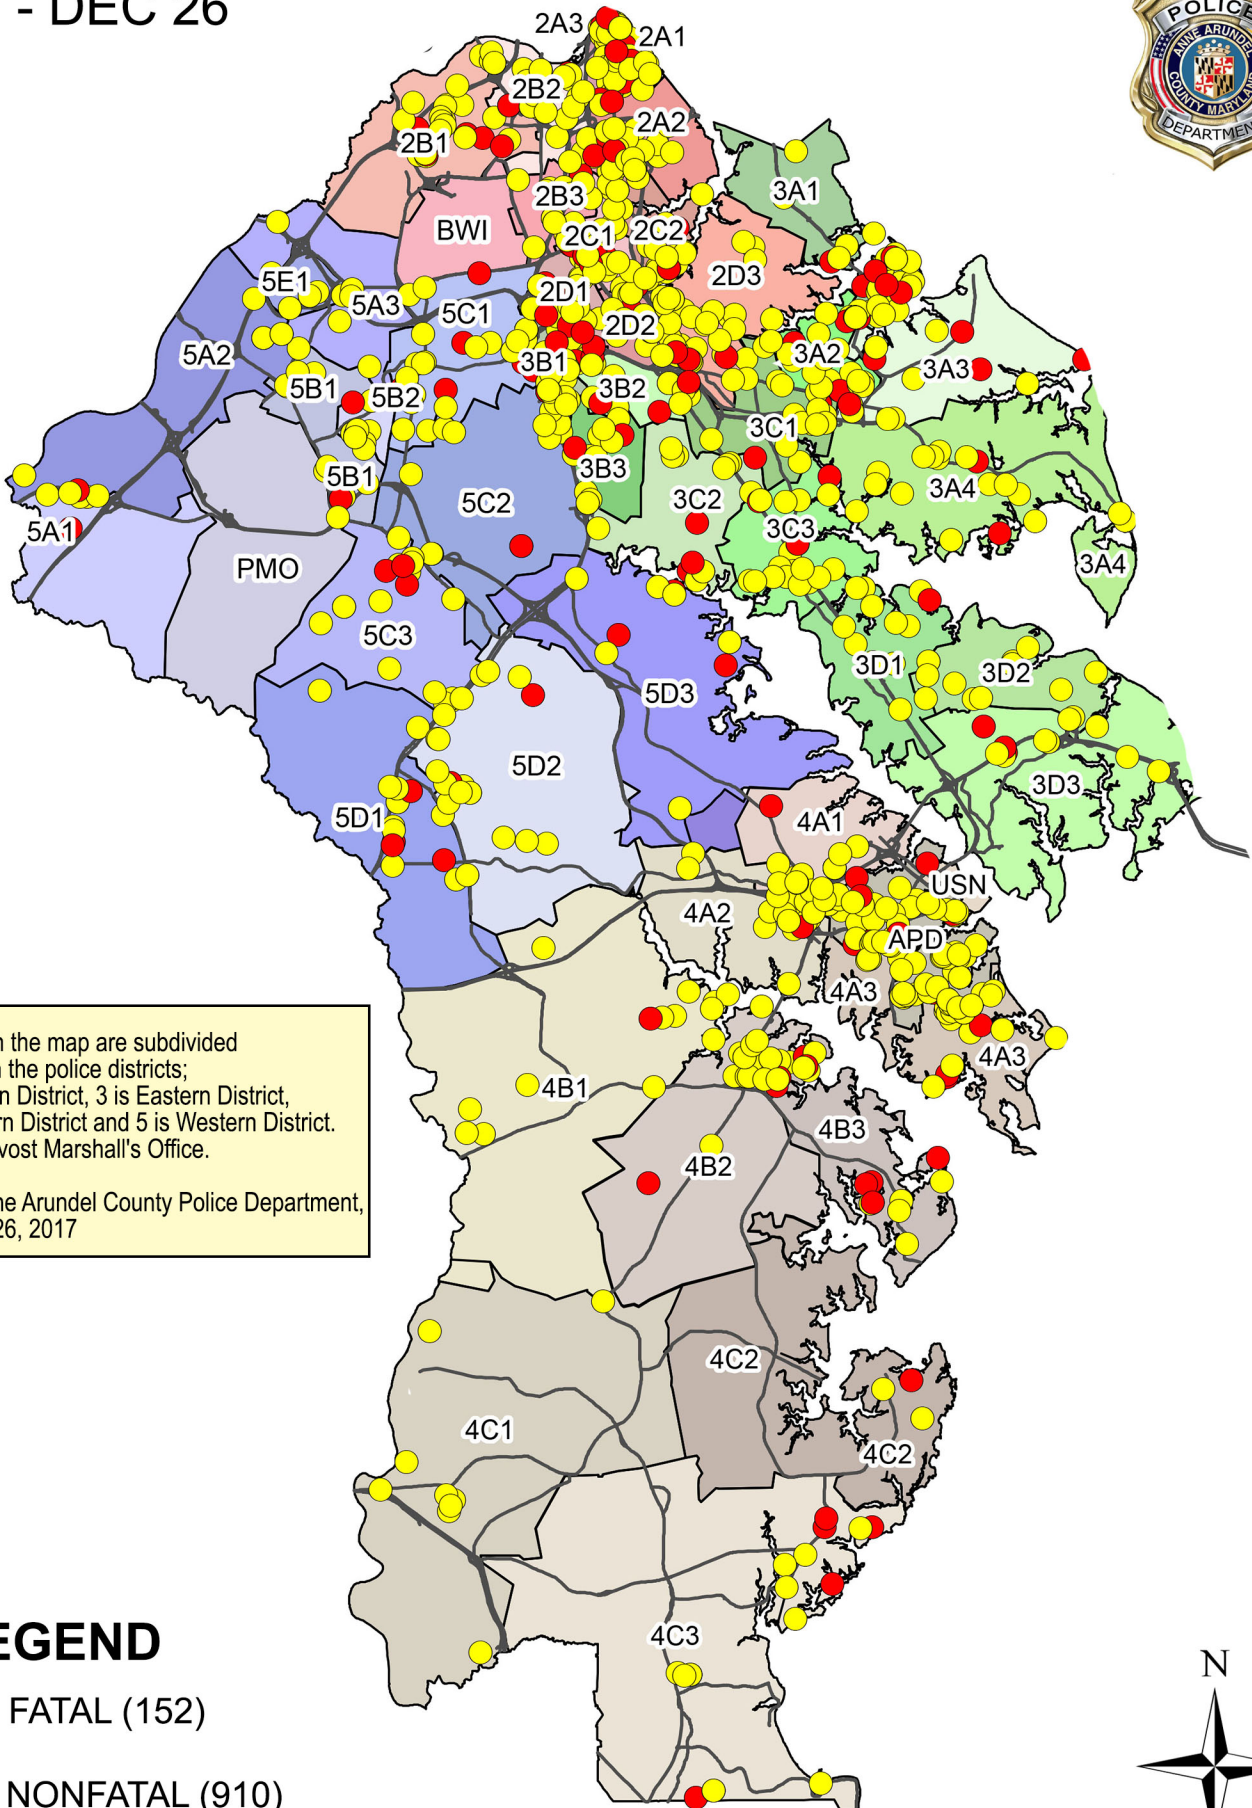 - DEC 26
POLICE
ANNE ARUNDEL
COUNTY MARYLAND
2A3
2A1
2B2
2A2
2B1
3A1
2B3
BWI
2C1
2C2
2D3
5E1
5A3
2D1
5C1
2D2
5A2
3A2
3B1
3A3
5B1
5B2
3B2
3C1
3B3
5B1
5C2
3C2
3A4
5A1
3C3
PMO
3A4
5C3
3D1
3D2
5D3
5D2
3D3
5D1
4A1
USN
4A2
APD
4A3
n the map are subdivided
n the police districts;
n District, 3 is Eastern District,
rn District and 5 is Western District.
vost Marshall's Office.
ne Arundel County Police Department,
26, 2017
4A3
4B1
4B3
4B2
4C2
4C1
4C2
4C3
EGEND
FATAL (152)
NONFATAL (910)
N